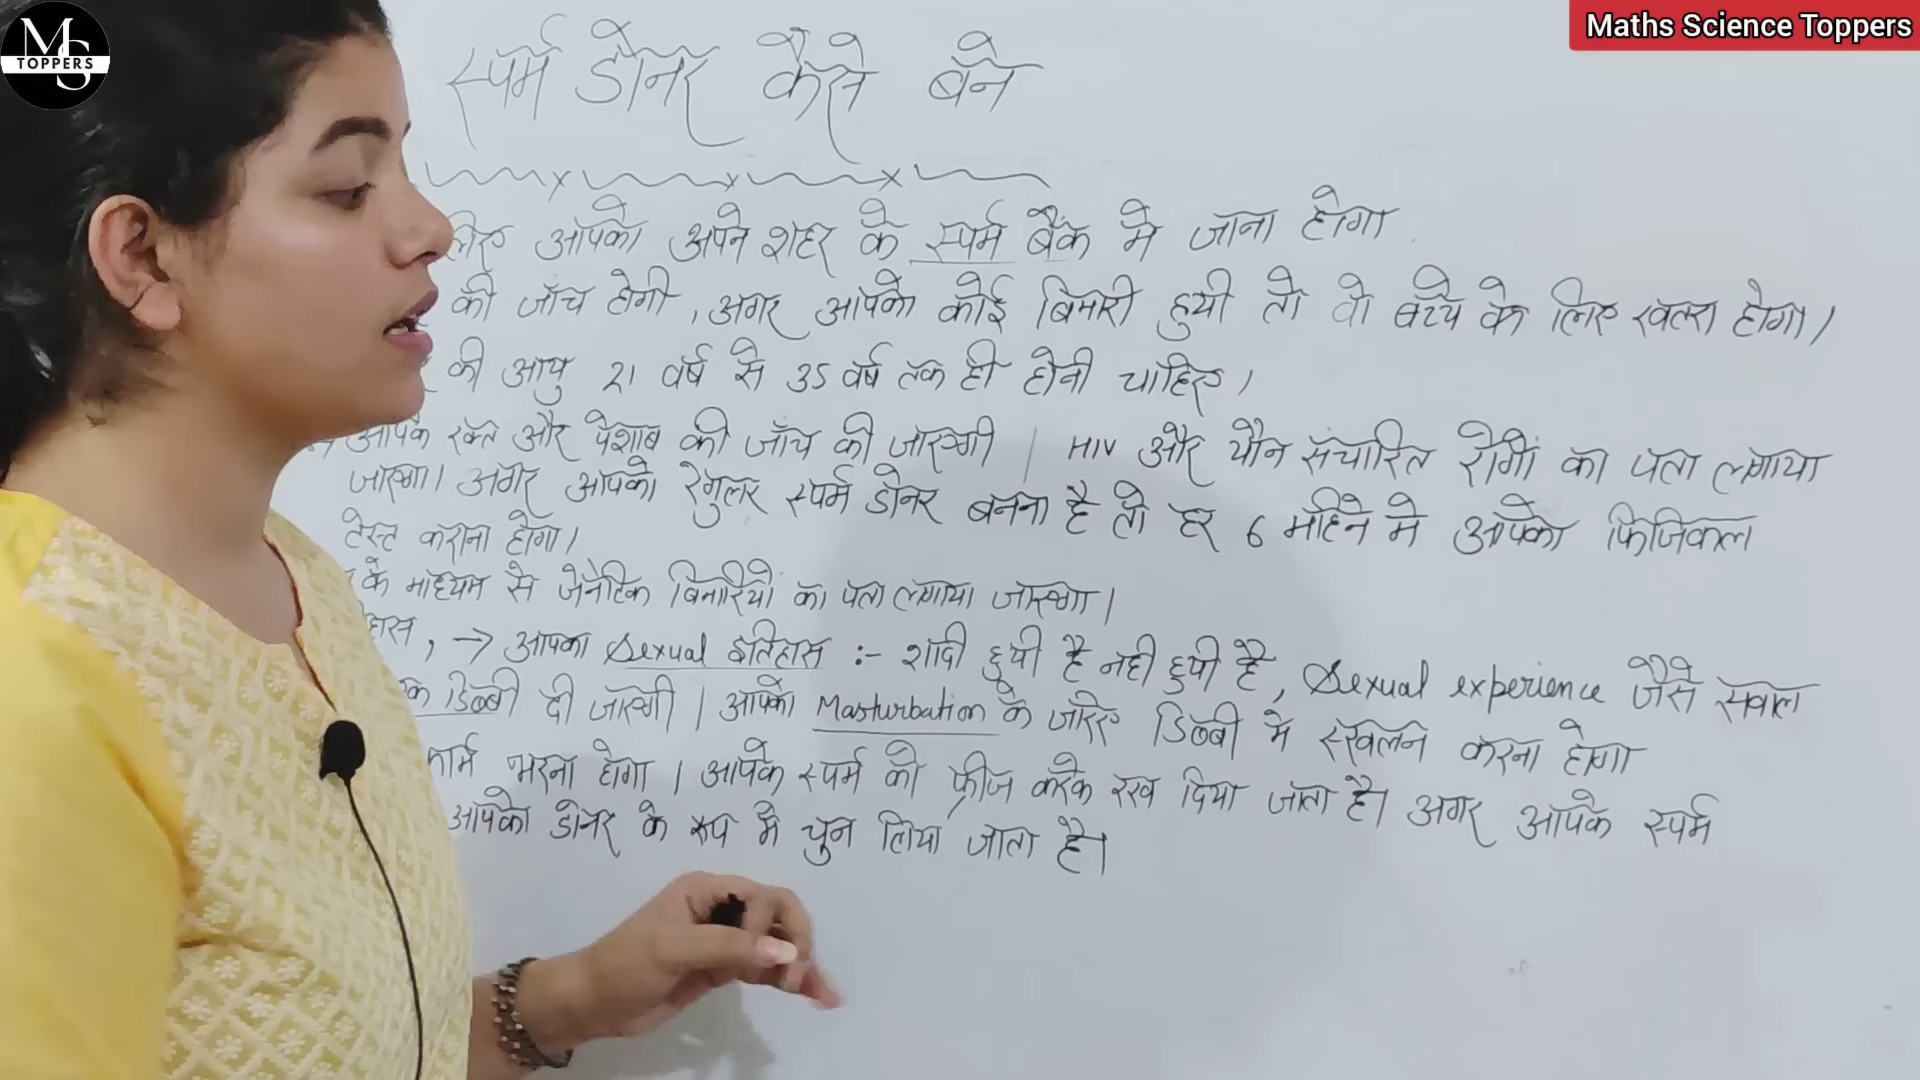 MS
TOPPERS
Maths Science Toppers
स्पर्म डोनर कैसे बने
लिए आपको अपने शहर के स्पर्म बैंक मे जाना होगा
की जाँच होगी, अगर आपको कोई बिमारी हुयी तो वो बच्चे के लिए खतरा होगा।
की आयु 21 वर्ष से 35 वर्ष तक ही होनी चाहिए।
आपके रक्त और पेशाब की जाँच की जाएगी | HIV और यौन संचारित रोगों का पता लगाया
जाएगा। अगर आपको रेगुलर स्पर्म डोनर बनना है तो हर 6 महिने मे आपको फिजिकल
टेस्ट कराना होगा।
के माध्यम से जेनेटिक बिमारियों का पता लगाया जाएगा।
, → आपका Sexual इतिहास :- शादी हुयी है नही हुयी है, Sexual experience जैसे सवाल
डिब्बी दी जाएगी | आपको Masturbation के जरिए डिब्बी मे स्खलन करना होगा
फार्म भरना होगा | आपके स्पर्म को फ्रीज करके रख दिया जाता है। अगर आपके स्पर्म
आपको डोनर के रूप मे चुन लिया जाता है।